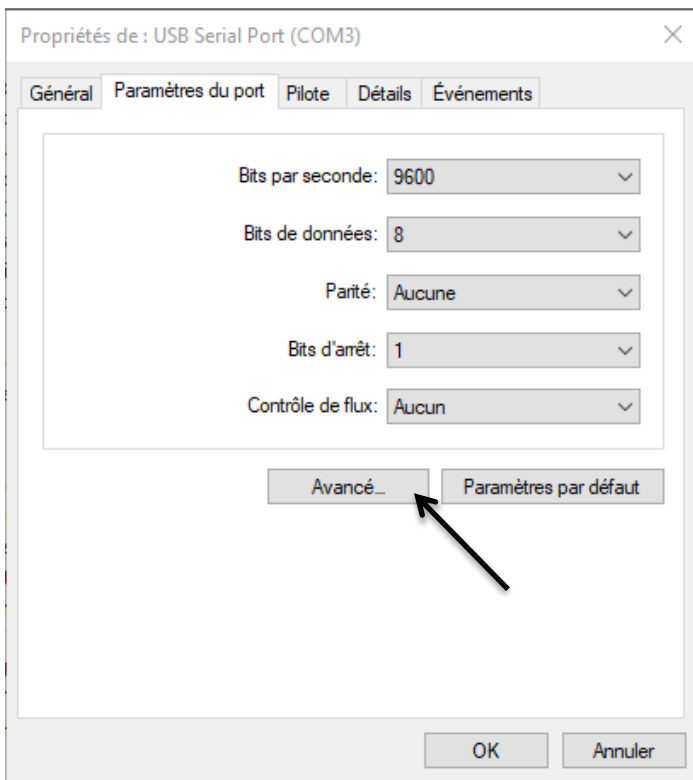 Propriétés de : USB Serial Port (COM3)
Général Paramètres du port Pilote Détails Événements
Bits par seconde: 9600
Bits de données: 8
Parité: Aucune
Bits d'arrêt: 1
Contrôle de flux: Aucun
Avancé... Paramètres par défaut
OK Annuler